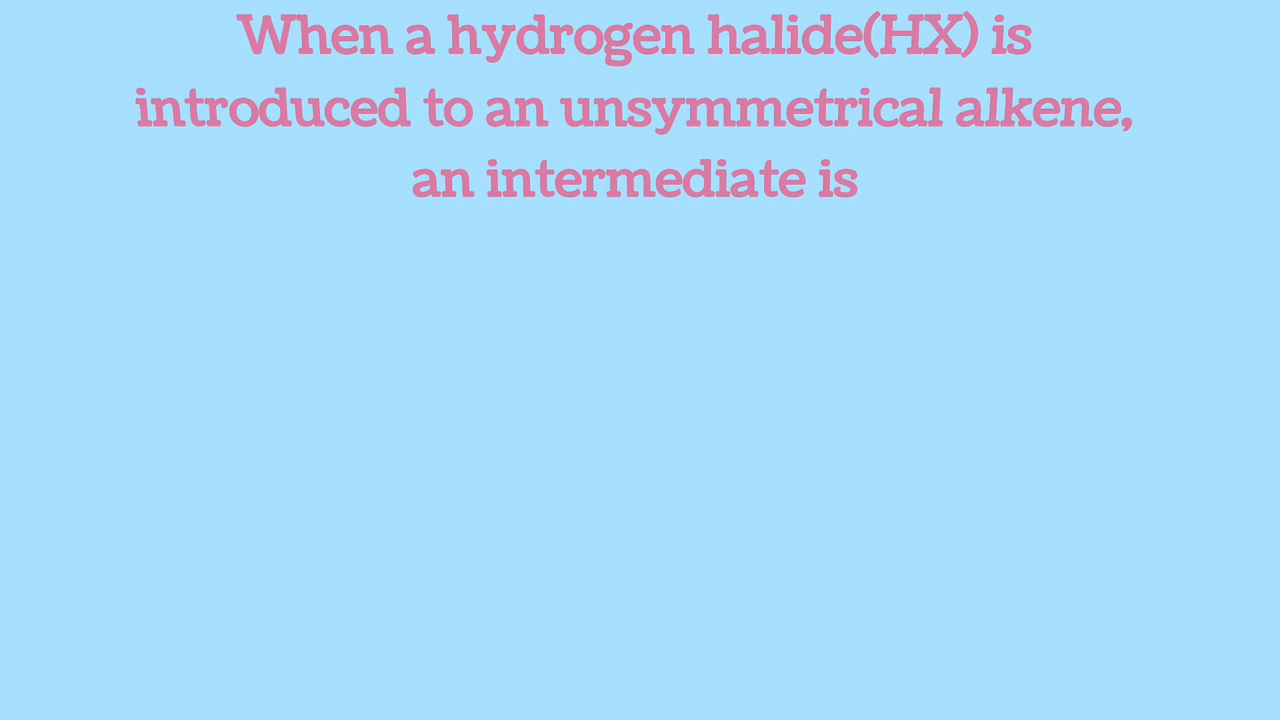 When a hydrogen halide(HX) is
introduced to an unsymmetrical alkene,
an intermediate is